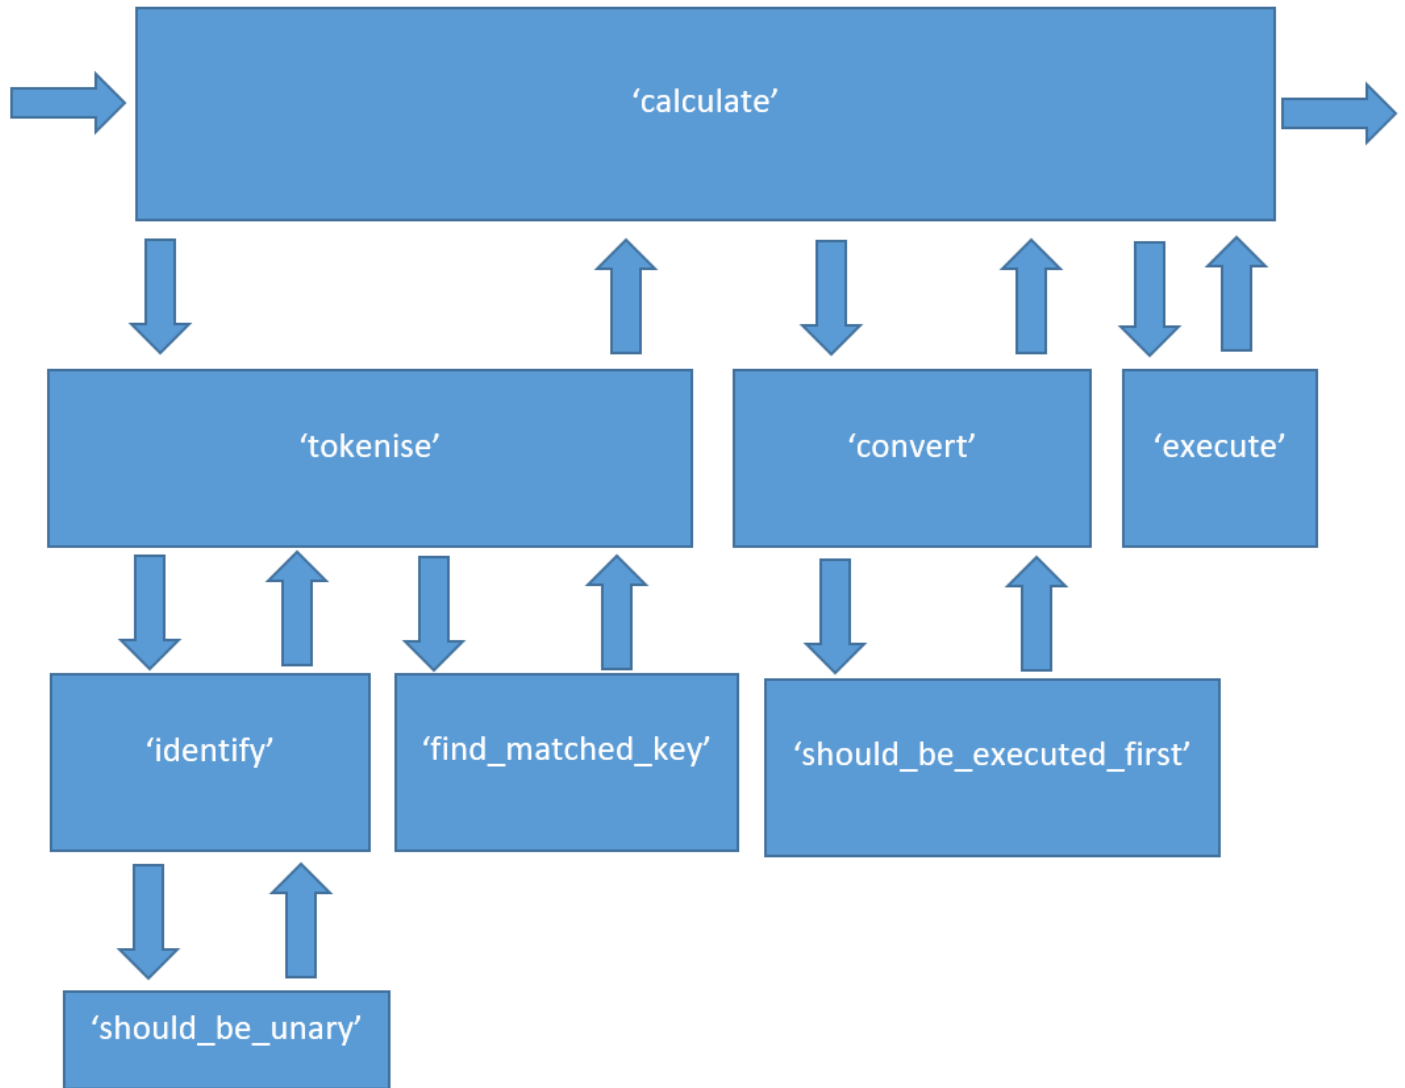 ‘calculate’
‘tokenise’
‘convert’
‘execute’
‘identify’
‘find_matched_key’
‘should_be_executed_first’
‘should_be_unary’